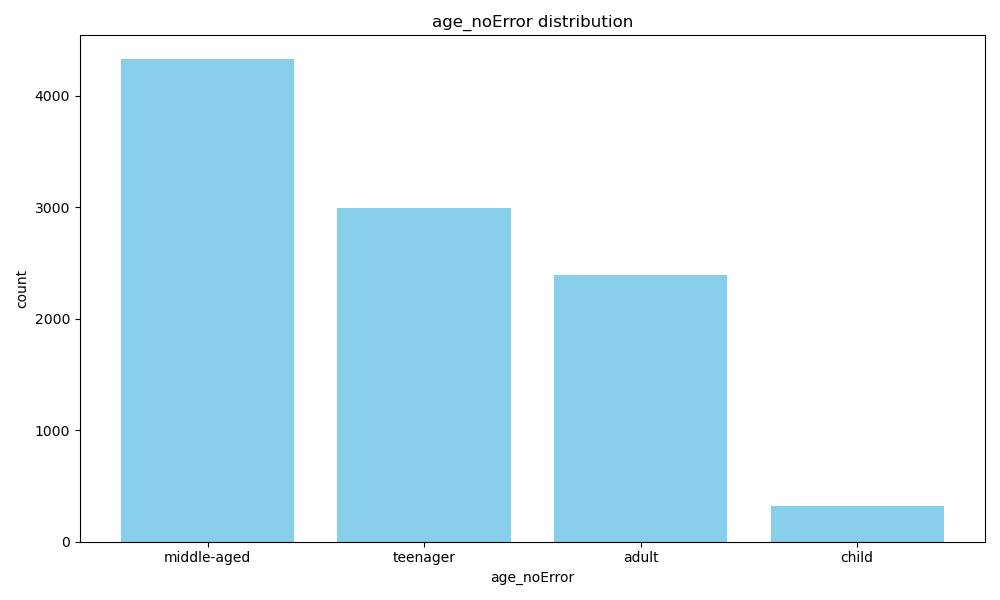 age_noError distribution
count
4000
3000
2000
1000
0
middle-aged teenager adult child
age_noError